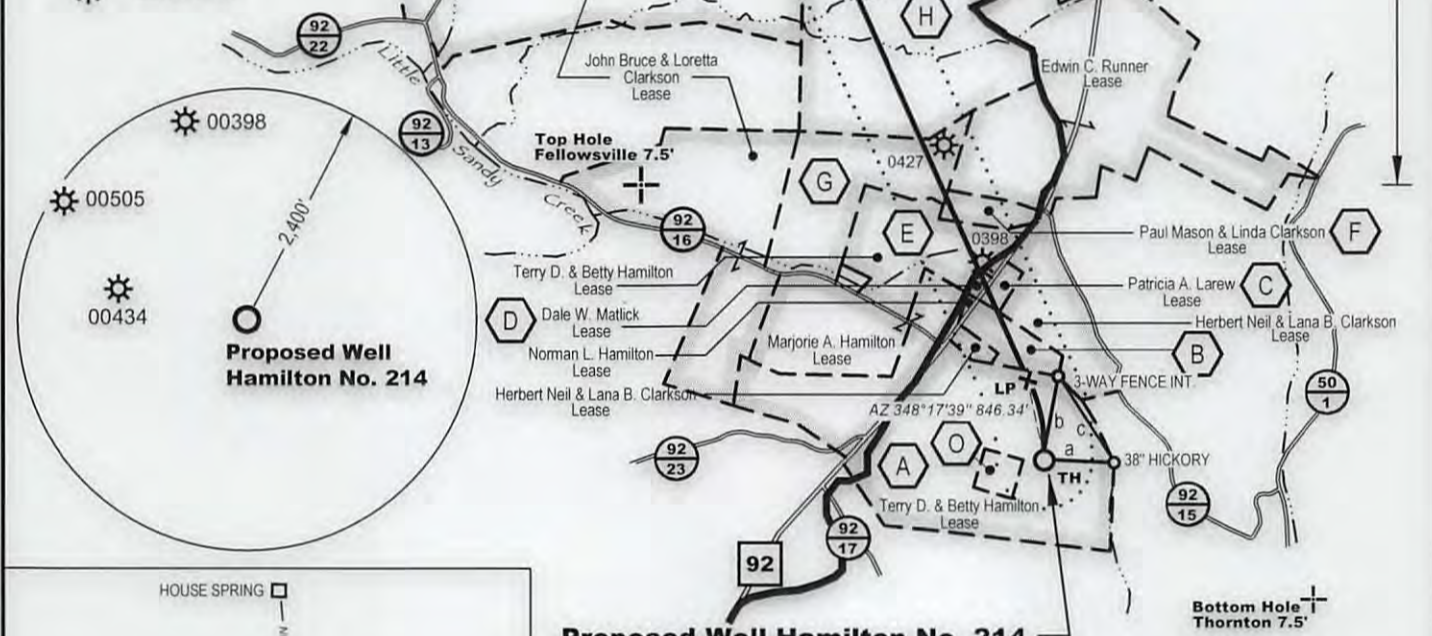 92
22
H
John Bruce & Loretta
Clarkson
Lease
Edwin C. Runner
Lease
Little
Sandy
Creek
00398
92
13
Top Hole
Fellowsville 7.5'
0427
G
00505
2,400'
92
16
E
0398
Paul Mason & Linda Clarkson
Lease
F
Terry D. & Betty Hamilton
Lease
Patricia A. Larew
Lease
C
00434
D
Dale W. Matlick
Lease
Herbert Neil & Lana B. Clarkson
Lease
Proposed Well
Hamilton No. 214
Norman L. Hamilton
Lease
Marjorie A. Hamilton
Lease
B
Herbert Neil & Lana B. Clarkson
Lease
LP
3-WAY FENCE INT.
50
1
AZ 348°17'39" 846.34'
b
c
a
92
23
A
O
38" HICKORY
TH
Terry D. & Betty Hamilton
Lease
92
15
92
17
92
HOUSE SPRING
N
Bottom Hole
Thornton 7.5'
Proposed Well Hamilton No. 214